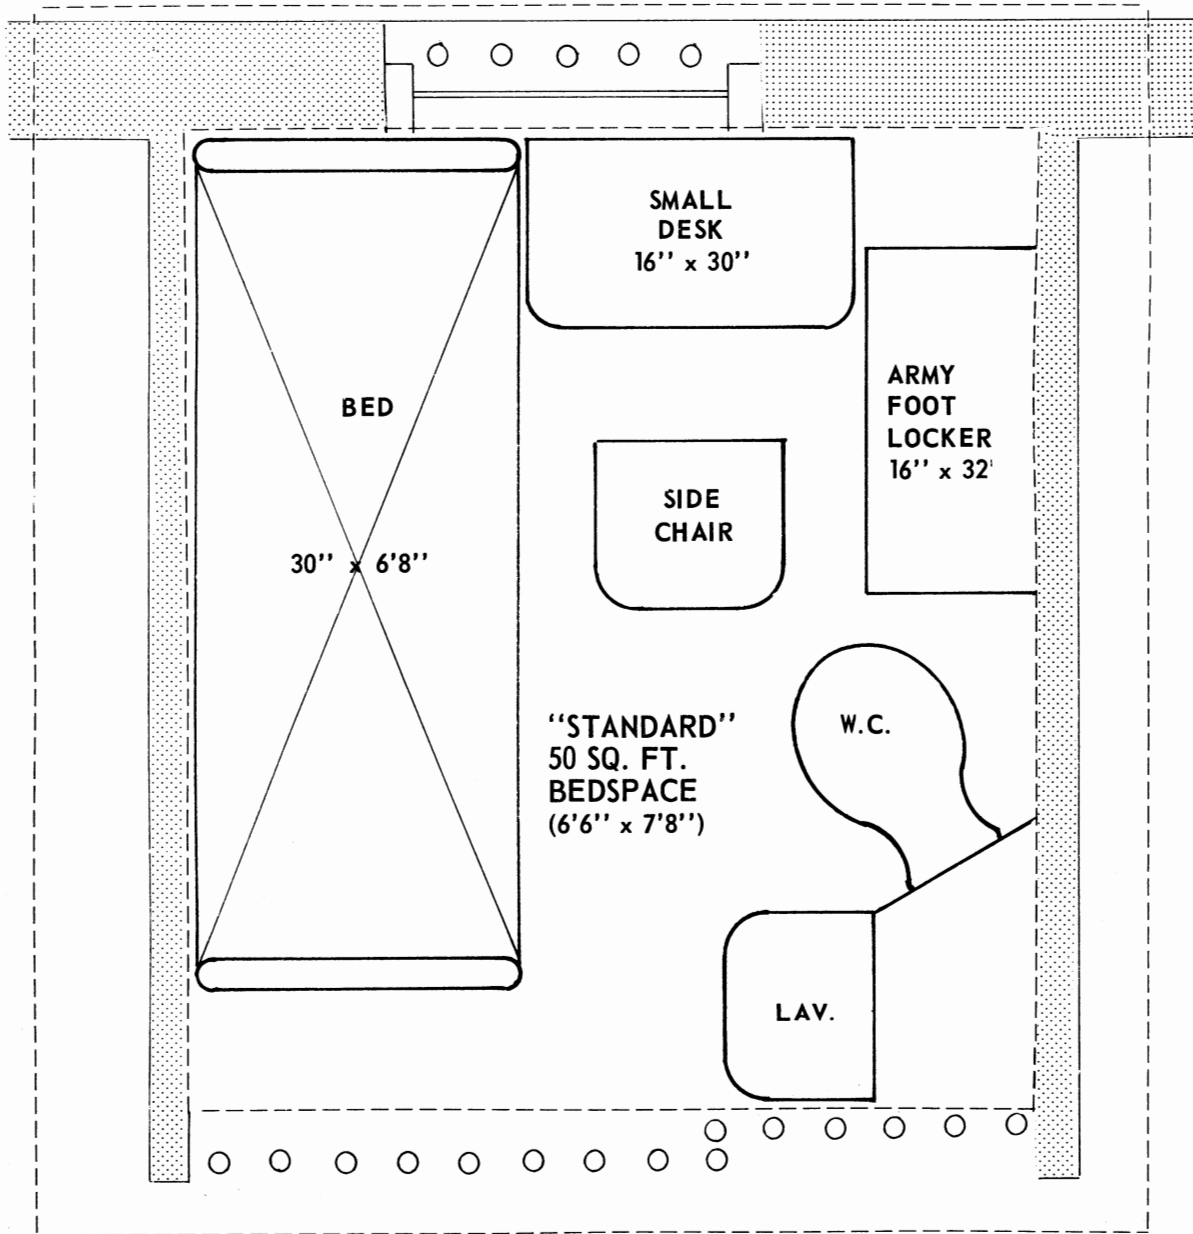 SMALL
DESK
16’’ x 30’’
ARMY
FOOT
LOCKER
16’’ x 32'
BED
SIDE
CHAIR
30’’ x 6’8’’
W.C.
‘‘STANDARD’’
50 SQ. FT.
BEDSPACE
(6’6’’ x 7’8’’)
LAV.